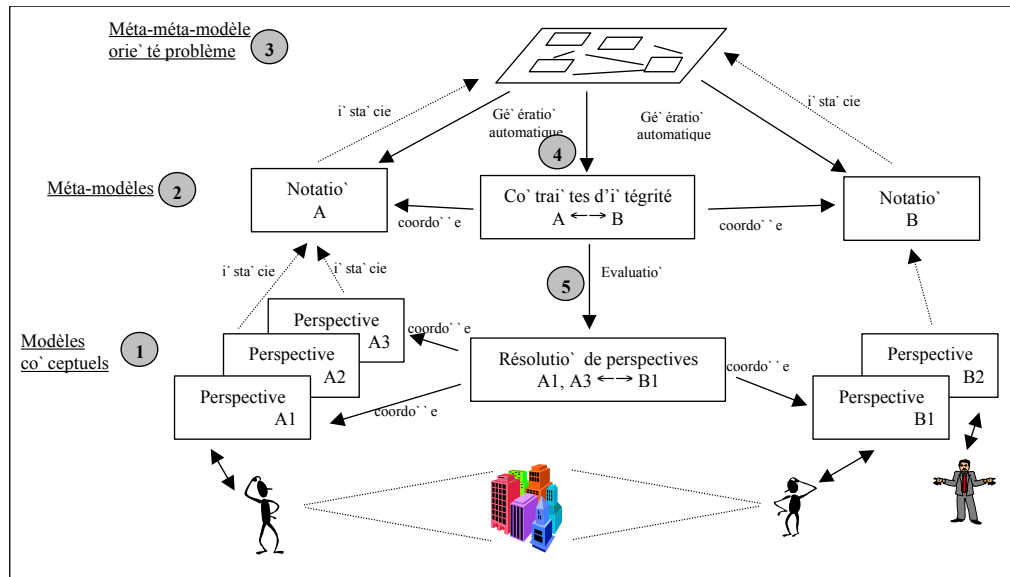 Méta-méta-modèle
orie` té problème
3
i` sta` cie
Gé` ératio`
automatique
Gé` ératio`
automatique
i` sta` cie
4
Méta-modèles
2
Notatio`
A
Co` trai` tes d'i` tégrité
A ←--→ B
Notatio`
B
coordo` ` e
coordo` ` e
i` sta` cie
i` sta` cie
5
Evaluatio`
Modèles
co` ceptuels
1
Perspective
A3
Perspective
A2
Perspective
A1
coordo` ` e
coordo` ` e
Résolutio` de perspectives
A1, A3 ←--→ B1
coordo` ` e
Perspective
B2
Perspective
B1